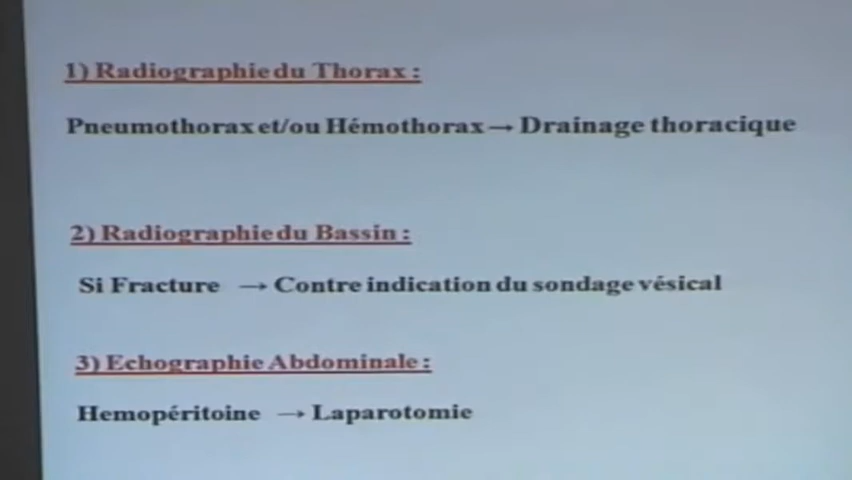 1) Radiographie du Thorax :
Pneumothorax et/ou Hémothorax → Drainage thoracique
2) Radiographie du Bassin :
Si Fracture → Contre indication du sondage vésical
3) Echographie Abdominale :
Hemopéritoine → Laparotomie